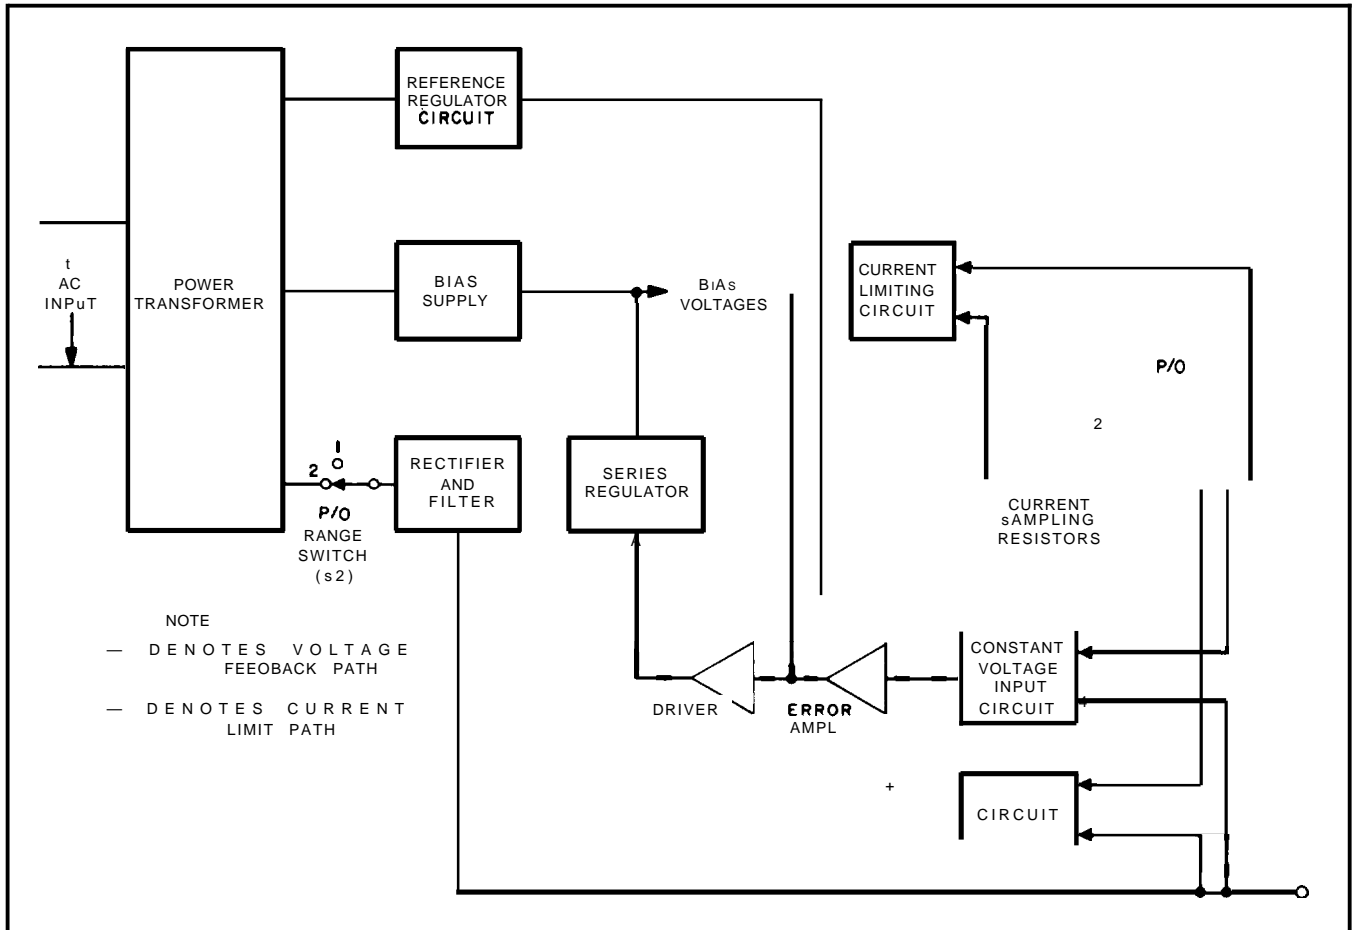 REFERENCE
REGULATOR
CIRCUIT
t
AC
INPuT
POWER
TRANSFORMER
BIAS
SUPPLY
BIAs
VOLTAGES
CURRENT
LIMITING
CIRCUIT
P/O
2
1
2
P/O
RANGE
SWITCH
(s2)
RECTIFIER
AND
FILTER
SERIES
REGULATOR
CURRENT
sAMPLING
RESISTORS
NOTE
— DENOTES VOLTAGE
FEEOBACK PATH
— DENOTES CURRENT
LIMIT PATH
DRIVER
ERROR
AMPL
CONSTANT
VOLTAGE
INPUT
CIRCUIT
+
CIRCUIT